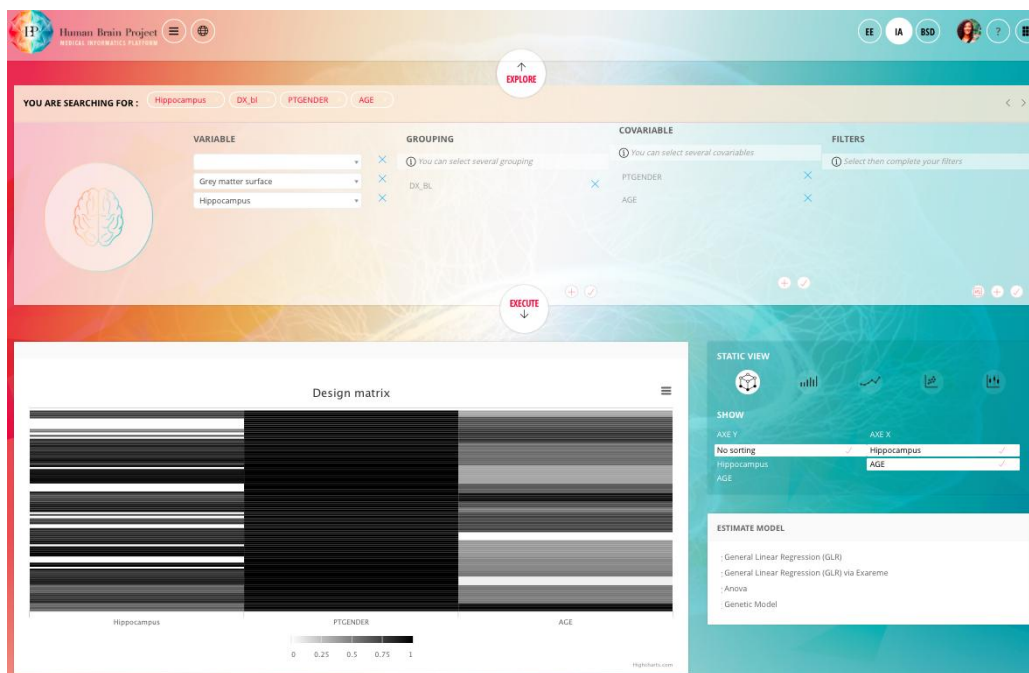 HP Human Brain Project
MEDICAL INFORMATICS PLATFORM
EE IA BSD ?
EXPLORE
YOU ARE SEARCHING FOR : Hippocampus DX_bl PTGENDER AGE
VARIABLE
Grey matter surface
Hippocampus
GROUPING
You can select several grouping
DX_BL
COVARIABLE
You can select several covariables
PTGENDER
AGE
FILTERS
Select then complete your filters
EXECUTE
Design matrix
Hippocampus PTGENDER AGE
0 0.25 0.5 0.75 1
Highcharts.com
STATIC VIEW
SHOW
AXE Y
No sorting
Hippocampus
AGE
AXE X
Hippocampus
AGE
ESTIMATE MODEL
General Linear Regression (GLR)
General Linear Regression (GLR) via Exareme
Anova
Genetic Model